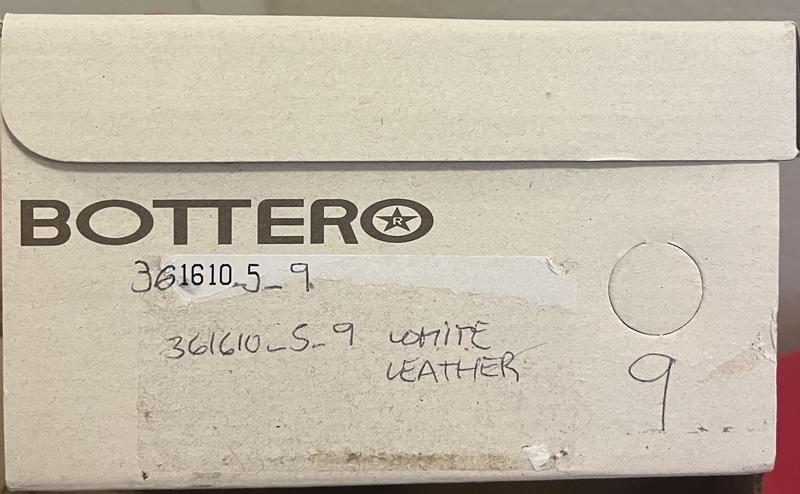 BOTTERO
361610_5_9
361610_5_9 WHITE
LEATHER
9